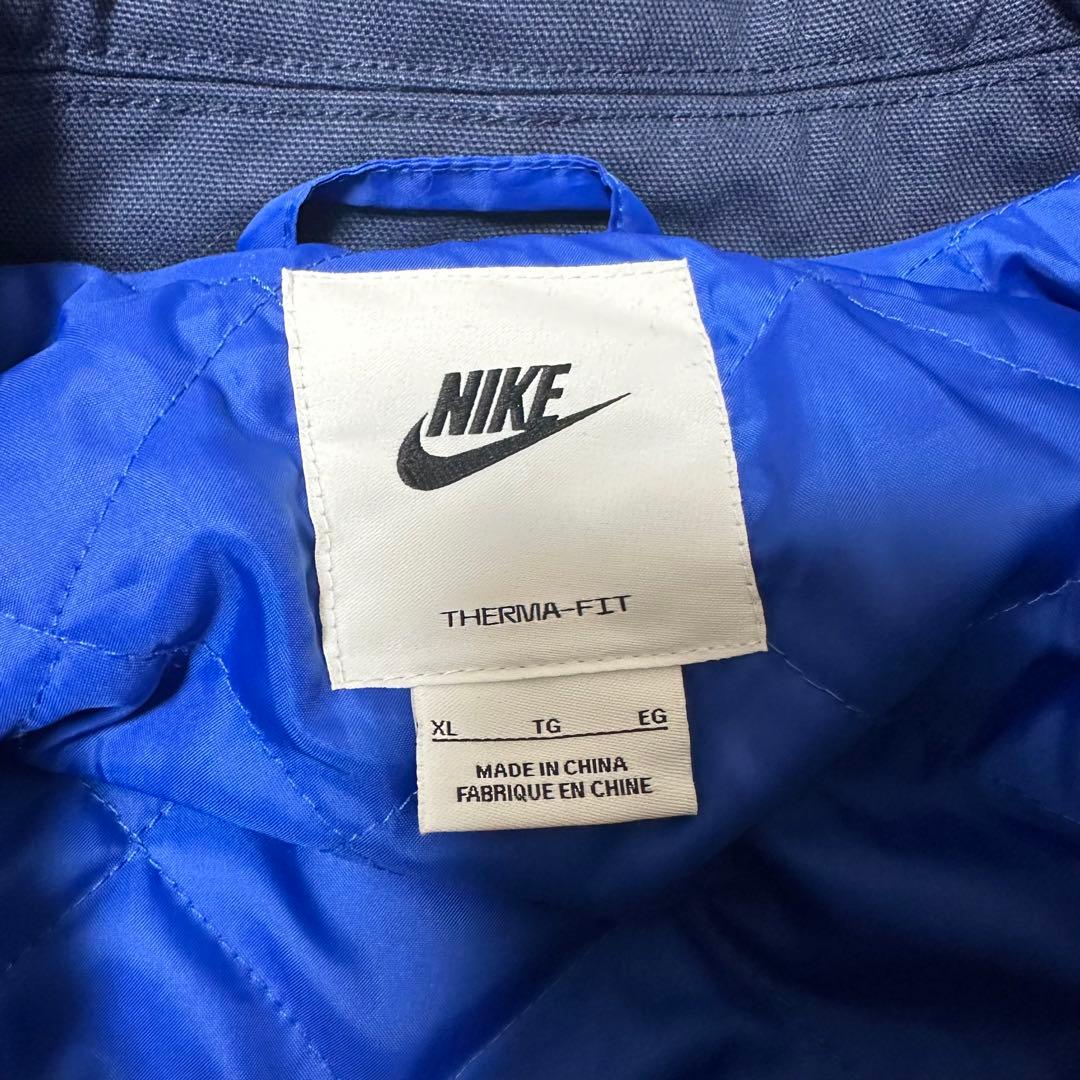 NIKE
THERMA-FIT
XL TG EG
MADE IN CHINA
FABRIQUE EN CHINE